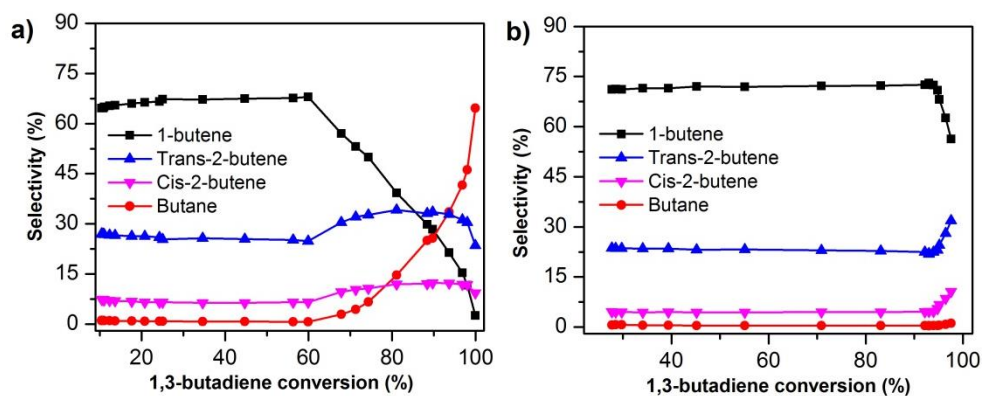 a)
90
75
60
45
30
15
0
Selectivity (%)
1-butene
Trans-2-butene
Cis-2-butene
Butane
20 40 60 80 100
1,3-butadiene conversion (%)
b)
90
75
60
45
30
15
0
Selectivity (%)
1-butene
Trans-2-butene
Cis-2-butene
Butane
20 40 60 80 100
1,3-butadiene conversion (%)